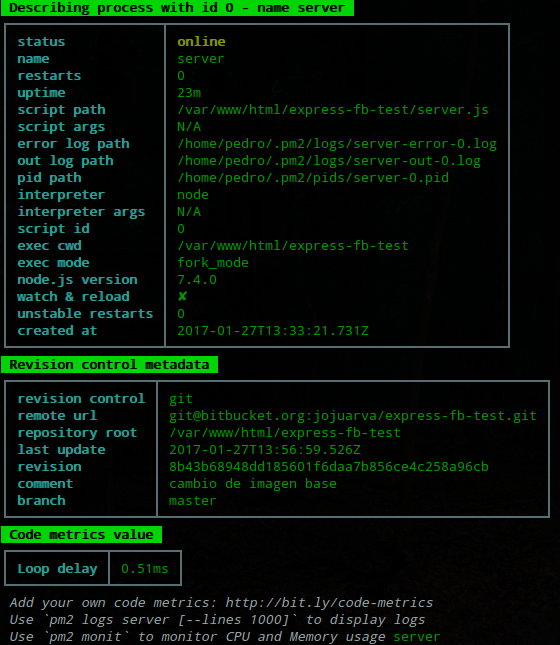 Describing process with id 0 - name server
status online
name server
restarts 0
uptime 23m
script path /var/www/html/express-fb-test/server.js
script args N/A
error log path /home/pedro/.pm2/logs/server-error-0.log
out log path /home/pedro/.pm2/logs/server-out-0.log
pid path /home/pedro/.pm2/pids/server-0.pid
interpreter node
interpreter args N/A
script id 0
exec cwd /var/www/html/express-fb-test
exec mode fork_mode
node.js version 7.4.0
watch & reload ✘
unstable restarts 0
created at 2017-01-27T13:33:21.731Z
Revision control metadata
revision control git
remote url git@bitbucket.org:jojuarva/express-fb-test.git
repository root /var/www/html/express-fb-test
last update 2017-01-27T13:56:59.526Z
revision 8b43b68948dd185601f6daa7b856ce4c258a96cb
comment cambio de imagen base
branch master
Code metrics value
Loop delay 0.51ms
Add your own code metrics: http://bit.ly/code-metrics
Use `pm2 logs server [--lines 1000]` to display logs
Use `pm2 monit` to monitor CPU and Memory usage server